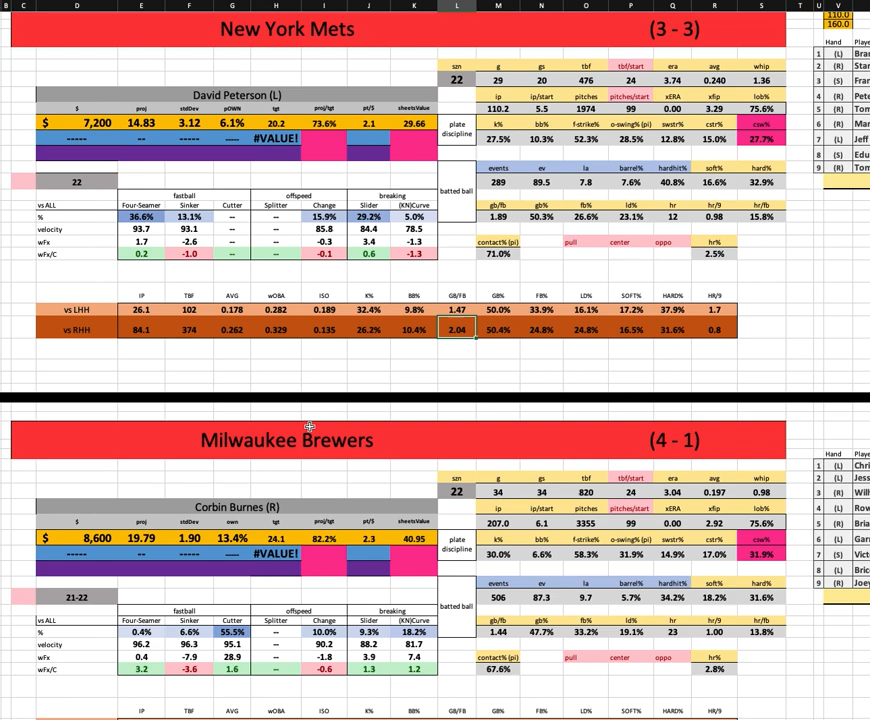 B C D E F G H I J K L M N O P Q R S T U V W
New York Mets (3 - 3) 110.0
160.0
szn g gs tbf tbf/start era avg whip Hand Playe
22 29 20 476 24 3.74 0.240 1.36 1 (L) Bra
2 (R) Star
David Peterson (L) ip ip/start pitches pitches/start xERA xfip lob% 3 (S) Fran
$ proj stdDev pOWN tgt proj/tgt pt/$ sheetsValue 110.2 5.5 1974 99 0.00 3.29 75.6% 4 (R) Pete
5 (R) Tom
$ 7,200 14.83 3.12 6.1% 20.2 73.6% 2.1 29.66 plate discipline k% bb% f-strike% o-swing% (pi) swstr% cstr% csw% 6 (R) Mar
----- -- ----- ---- #VALUE! 27.5% 10.3% 52.3% 28.5% 12.8% 15.0% 27.7% 7 (L) Jeff
8 (S) Edu
22 batted ball events ev la barrel% hardhit% soft% hard% 9 (R) Tom
289 89.5 7.8 7.6% 40.8% 16.6% 32.9%
fastball offspeed breaking
vs ALL Four-Seamer Sinker Cutter Splitter Change Slider (KN)Curve gb/fb gb% fb% ld% hr hr/9 hr/fb
% 36.6% 13.1% -- -- 15.9% 29.2% 5.0% 1.89 50.3% 26.6% 23.1% 12 0.98 15.8%
velocity 93.7 93.1 -- -- 85.8 84.4 78.5
wFx 1.7 -2.6 -- -- -0.3 3.4 -1.3 contact% (pi) pull center oppo hr%
wFx/C 0.2 -1.0 -- -- -0.1 0.6 -1.3 71.0% 2.5%
IP TBF AVG wOBA ISO K% BB% GB/FB GB% FB% LD% SOFT% HARD% HR/9
vs LHH 26.1 102 0.178 0.282 0.189 32.4% 9.8% 1.47 50.0% 33.9% 16.1% 17.2% 37.9% 1.7
vs RHH 84.1 374 0.262 0.329 0.135 26.2% 10.4% 2.04 50.4% 24.8% 24.8% 16.5% 31.6% 0.8
Milwaukee Brewers (4 - 1)
Hand Playe
szn g gs tbf tbf/start era avg whip 1 (L) Chri
22 34 34 820 24 3.04 0.197 0.98 2 (L) Jess
3 (R) Will
Corbin Burnes (R) ip ip/start pitches pitches/start xERA xfip lob% 4 (L) Row
$ proj stdDev own tgt proj/tgt pt/$ sheetsValue 207.0 6.1 3355 99 0.00 2.92 75.6% 5 (R) Bria
$ 8,600 19.79 1.90 13.4% 24.1 82.2% 2.3 40.95 plate discipline k% bb% f-strike% o-swing% (pi) swstr% cstr% csw% 6 (L) Garr
----- -- ----- ---- #VALUE! 30.0% 6.6% 58.3% 31.9% 14.9% 17.0% 31.9% 7 (S) Vict
8 (L) Bric
21-22 batted ball events ev la barrel% hardhit% soft% hard% 9 (R) Joey
506 87.3 9.7 5.7% 34.2% 18.2% 31.6%
fastball offspeed breaking
vs ALL Four-Seamer Sinker Cutter Splitter Change Slider (KN)Curve gb/fb gb% fb% ld% hr hr/9 hr/fb
% 0.4% 6.6% 55.5% -- 10.0% 9.3% 18.2% 1.44 47.7% 33.2% 19.1% 23 1.00 13.8%
velocity 96.2 96.3 95.1 -- 90.2 88.2 81.7
wFx 0.4 -7.9 28.9 -- -1.8 3.9 7.4 contact% (pi) pull center oppo hr%
wFx/C 3.2 -3.6 1.6 -- -0.6 1.3 1.2 67.6% 2.8%
IP TBF AVG wOBA ISO K% BB% GB/FB GB% FB% LD% SOFT% HARD% HR/9